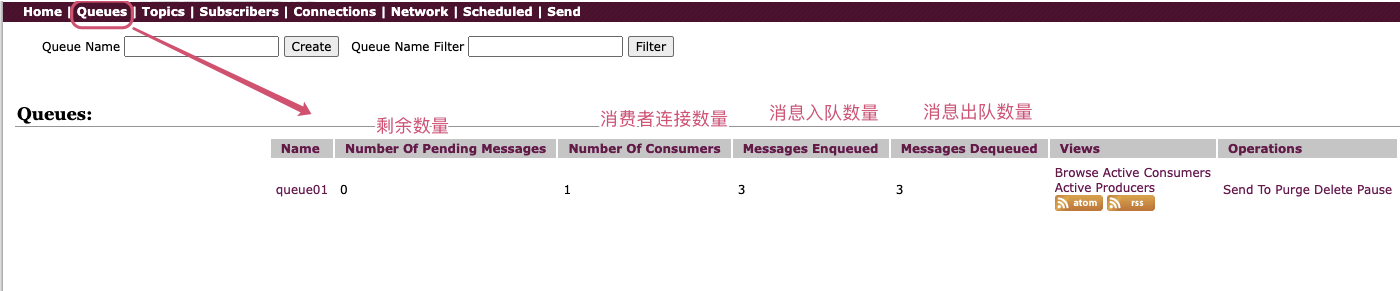 Home | Queues | Topics | Subscribers | Connections | Network | Scheduled | Send
Queue Name Create Queue Name Filter Filter
Queues:
剩余数量 消费者连接数量 消息入队数量 消息出队数量
Name Number Of Pending Messages Number Of Consumers Messages Enqueued Messages Dequeued Views Operations
queue01 0 1 3 3 Browse Active Consumers
Active Producers
atom rss
Send To Purge Delete Pause